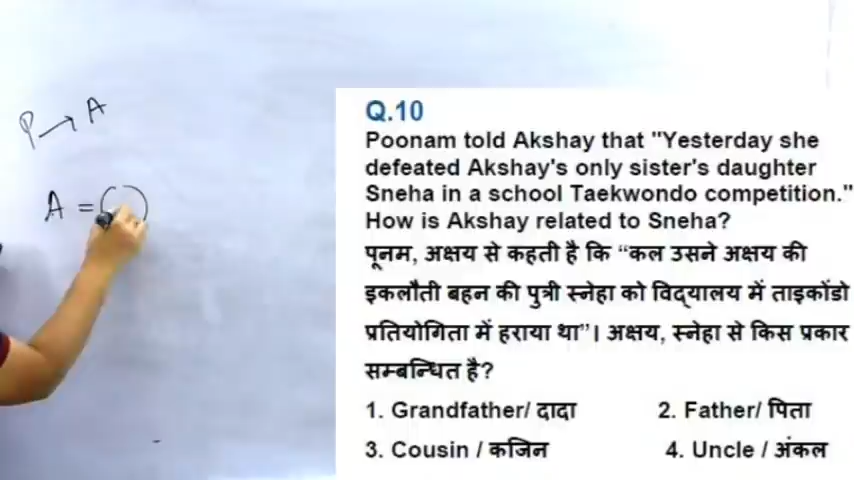 P → A
A = ( )
Q.10
Poonam told Akshay that "Yesterday she
defeated Akshay's only sister's daughter
Sneha in a school Taekwondo competition."
How is Akshay related to Sneha?
पूनम, अक्षय से कहती है कि “कल उसने अक्षय की
इकलौती बहन की पुत्री स्नेहा को विद्यालय में ताइकोंडो
प्रतियोगिता में हराया था”। अक्षय, स्नेहा से किस प्रकार
सम्बन्धित है?
1. Grandfather/ दादा 2. Father/ पिता
3. Cousin / कजिन 4. Uncle / अंकल